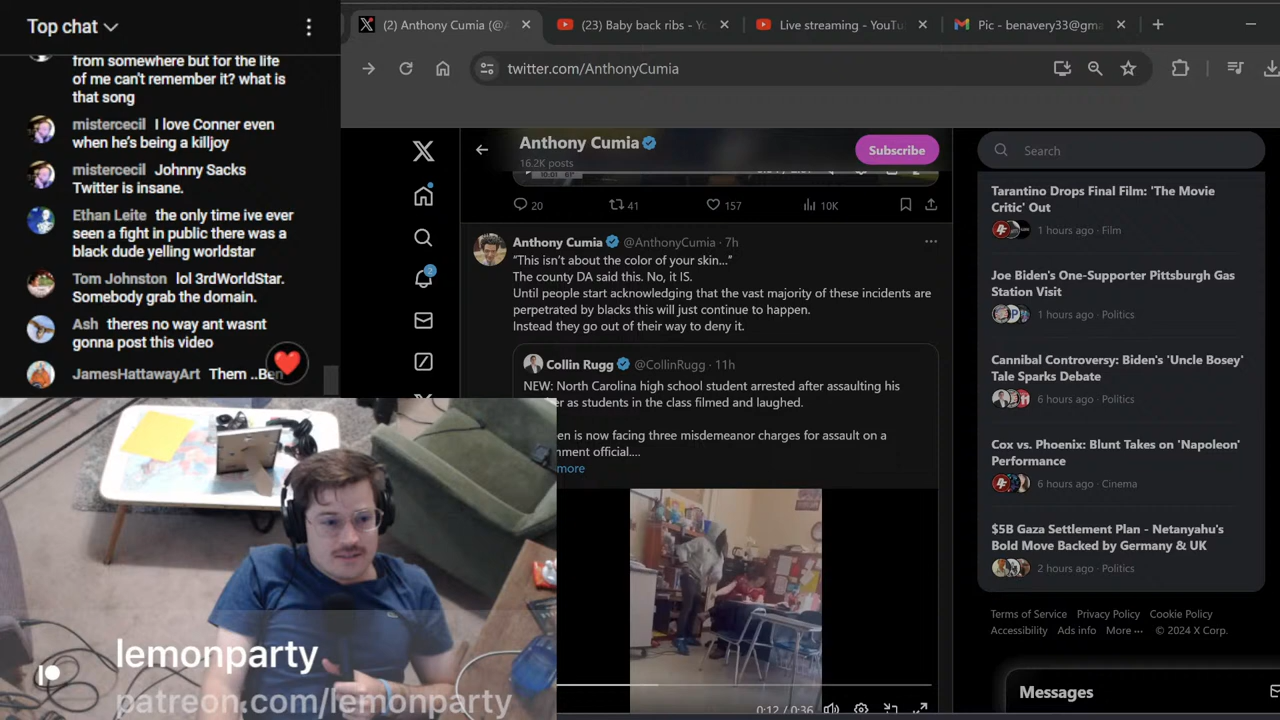 Top chat
from somewhere but for the life
of me can't remember it? what is
that song
mistercecil I love Conner even
when he's being a killjoy
mistercecil Johnny Sacks
Twitter is insane.
Ethan Leite the only time ive ever
seen a fight in public there was a
black dude yelling worldstar
Tom Johnston lol 3rdWorldStar.
Somebody grab the domain.
Ash theres no way ant wasnt
gonna post this video
JamesHattawayArt Them ..Ben
(2) Anthony Cumia (@A
(23) Baby back ribs - Yo
Live streaming - YouTu
Pic - benavery33@gma
twitter.com/AnthonyCumia
Anthony Cumia
16.2K posts
Subscribe
20
41
157
10K
Anthony Cumia @AnthonyCumia · 7h
“This isn’t about the color of your skin…”
The county DA said this. No, it IS.
Until people start acknowledging that the vast majority of these incidents are
perpetrated by blacks this will just continue to happen.
Instead they go out of their way to deny it.
Collin Rugg @CollinRugg · 11h
NEW: North Carolina high school student arrested after assaulting his
er as students in the class filmed and laughed.
en is now facing three misdemeanor charges for assault on a
nment official....
more
0:12 / 0:36
Search
Tarantino Drops Final Film: 'The Movie
Critic' Out
1 hours ago · Film
Joe Biden's One-Supporter Pittsburgh Gas
Station Visit
1 hours ago · Politics
Cannibal Controversy: Biden's 'Uncle Bosey'
Tale Sparks Debate
6 hours ago · Politics
Cox vs. Phoenix: Blunt Takes on 'Napoleon'
Performance
6 hours ago · Cinema
$5B Gaza Settlement Plan - Netanyahu's
Bold Move Backed by Germany & UK
2 hours ago · Politics
Terms of Service Privacy Policy Cookie Policy
Accessibility Ads info More ··· © 2024 X Corp.
Messages
lemonparty
patreon.com/lemonparty